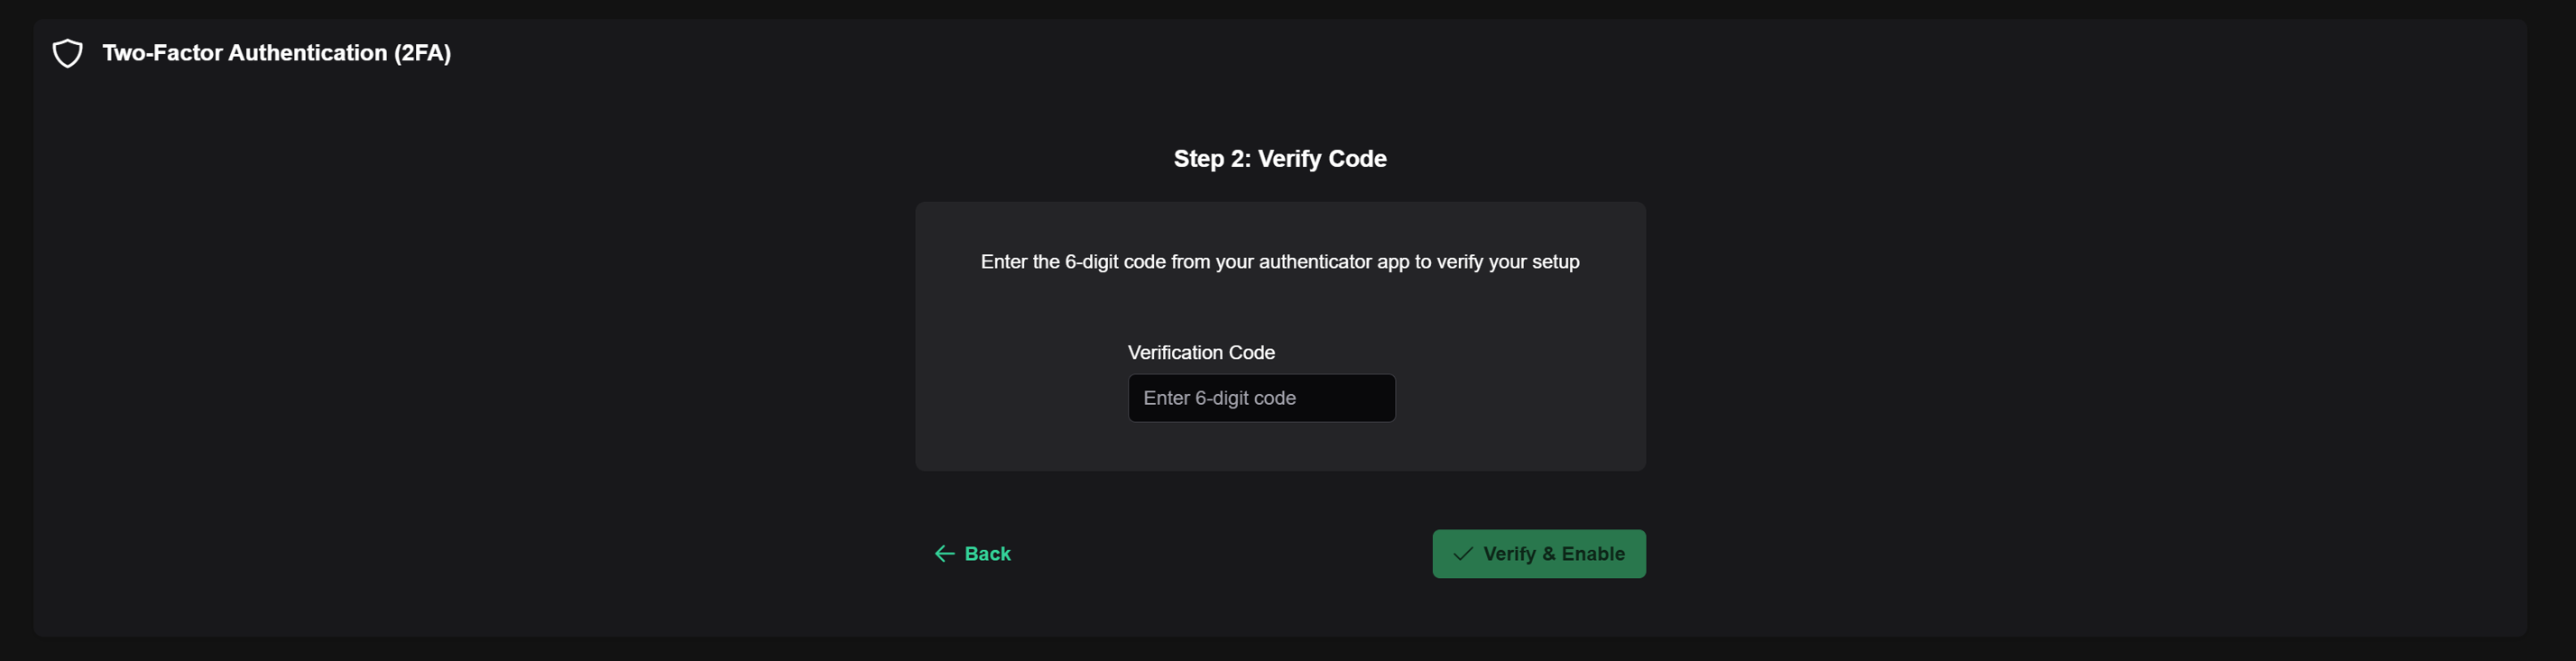 Two-Factor Authentication (2FA)
Step 2: Verify Code
Enter the 6-digit code from your authenticator app to verify your setup
Verification Code
Enter 6-digit code
Back
Verify & Enable